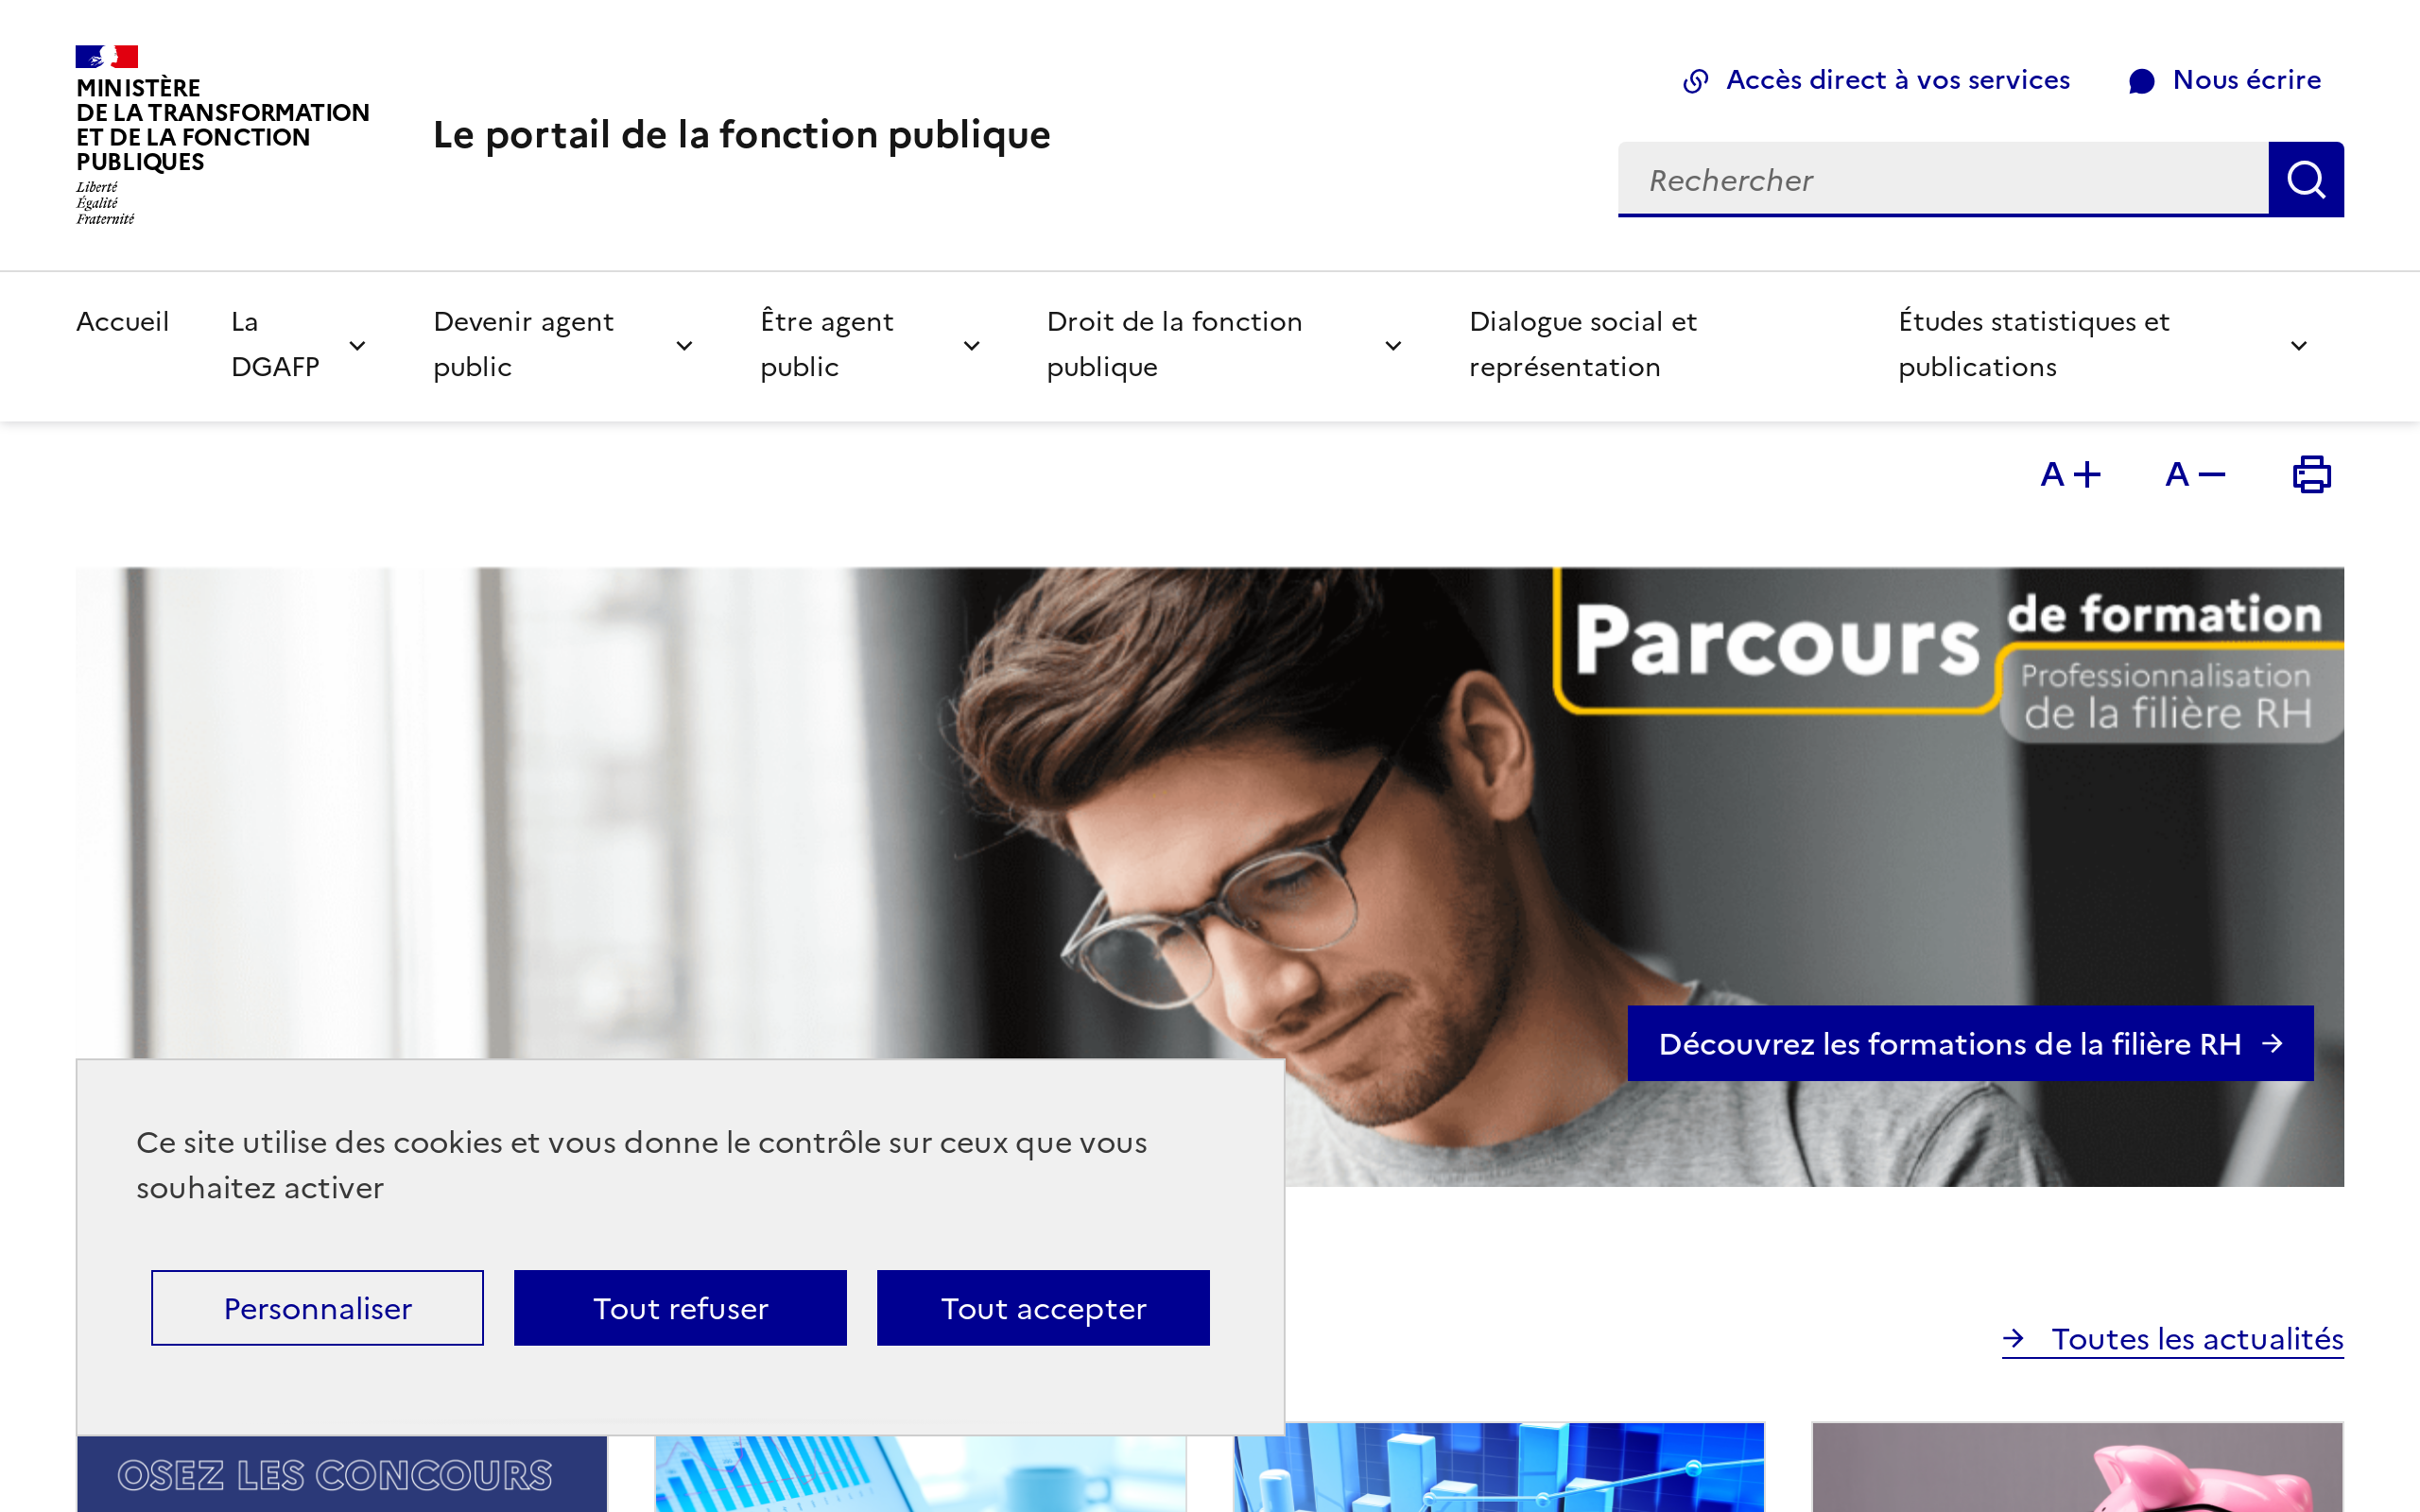 MINISTÈRE
DE LA TRANSFORMATION
ET DE LA FONCTION
PUBLIQUES
Liberté
Égalité
Fraternité
Le portail de la fonction publique
Accès direct à vos services
Nous écrire
Rechercher
Accueil
La
DGAFP
Devenir agent
public
Être agent
public
Droit de la fonction
publique
Dialogue social et
représentation
Études statistiques et
publications
A+
A−
Parcours de formation
Professionnalisation
de la filière RH
Découvrez les formations de la filière RH
Ce site utilise des cookies et vous donne le contrôle sur ceux que vous
souhaitez activer
Personnaliser
Tout refuser
Tout accepter
Toutes les actualités
OSEZ LES CONCOURS